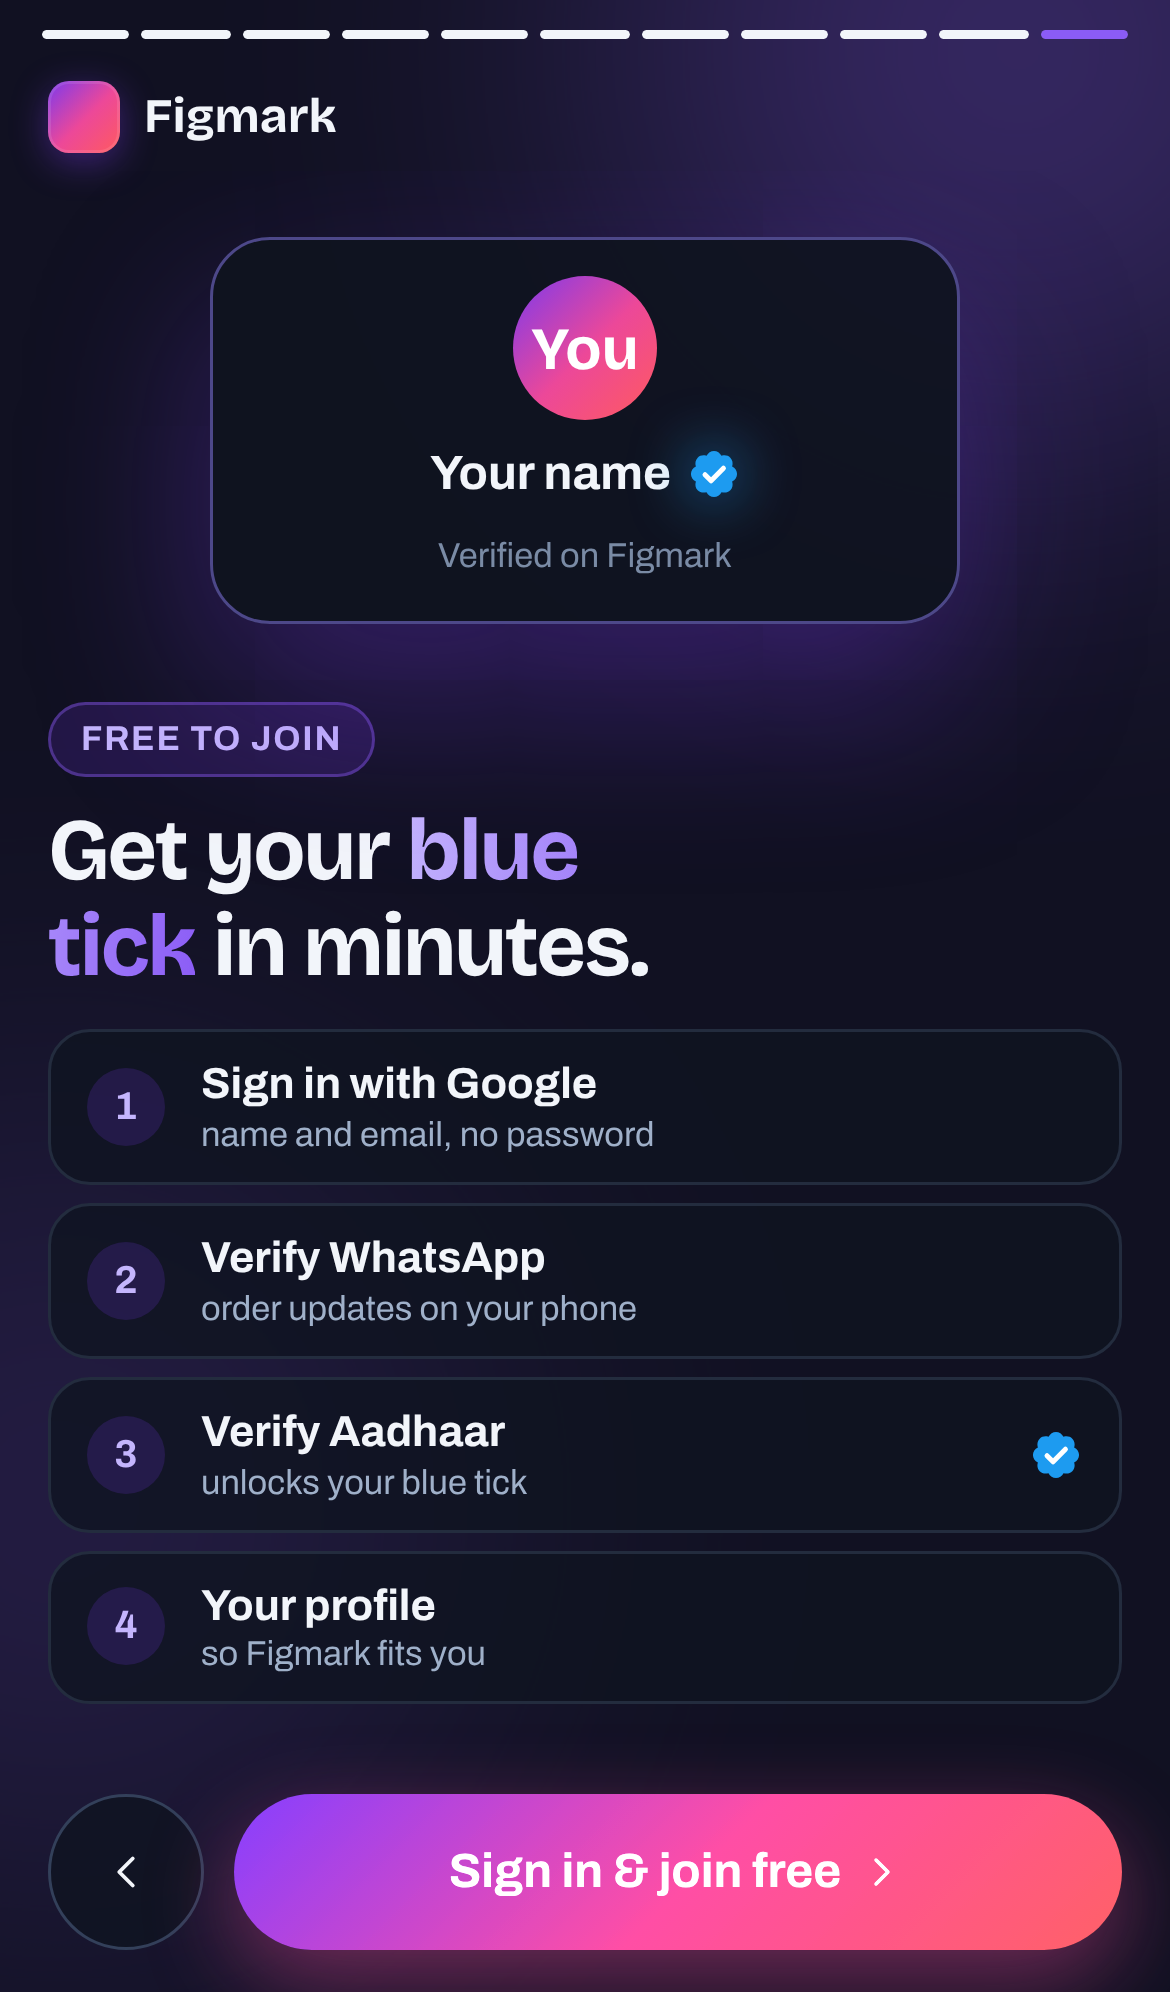 Figmark
You
Your name
Verified on Figmark
FREE TO JOIN
Get your blue
tick in minutes.
1
Sign in with Google
name and email, no password
2
Verify WhatsApp
order updates on your phone
3
Verify Aadhaar
unlocks your blue tick
4
Your profile
so Figmark fits you
Sign in & join free